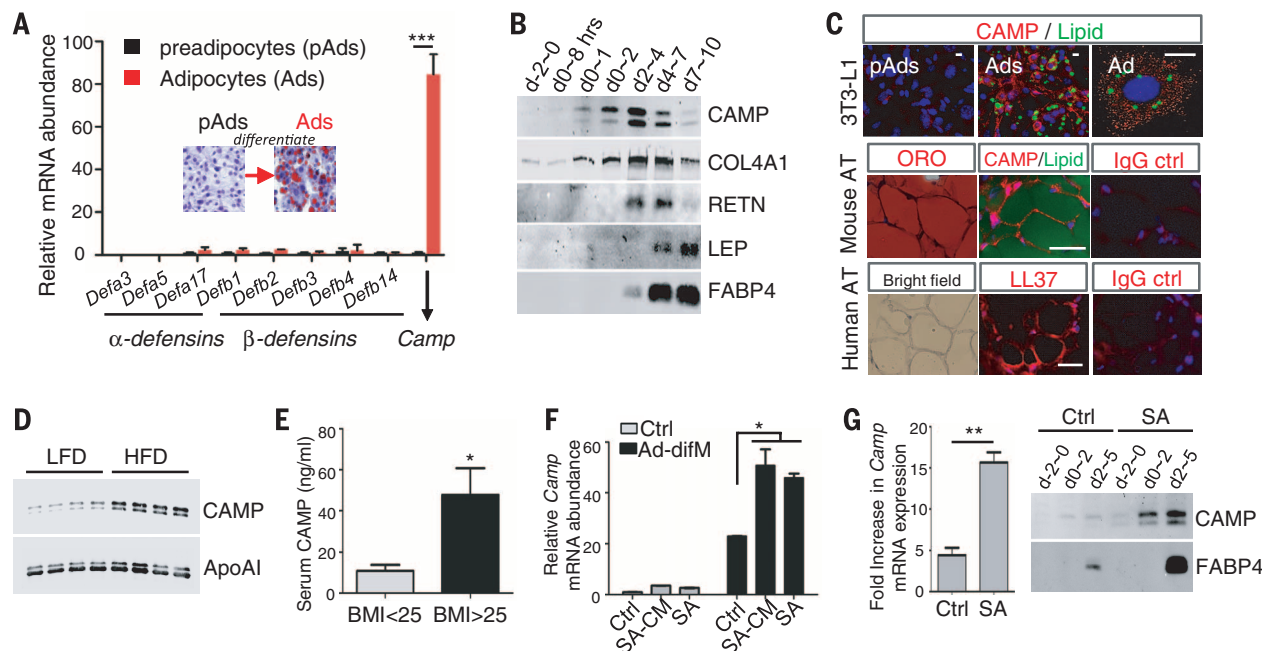 A
Relative mRNA abundance
100
80
60
40
20
0
preadipocytes (pAds)
Adipocytes (Ads)
***
pAds
Ads
differentiate
Defa3
Defa5
Defa17
Defb1
Defb2
Defb3
Defb4
Defb14
α-defensins
β-defensins
Camp
B
d-2~0
d0~8 hrs
d0~1
d0~2
d2~4
d4~7
d7~10
CAMP
COL4A1
RETN
LEP
FABP4
C
CAMP / Lipid
3T3-L1
pAds
Ads
Ad
Mouse AT
ORO
CAMP/Lipid
IgG ctrl
Human AT
Bright field
LL37
IgG ctrl
D
LFD
HFD
CAMP
ApoAI
E
Serum CAMP (ng/ml)
80
60
40
20
0
*
BMI<25
BMI>25
F
Relative Camp
mRNA abundance
60
40
20
0
Ctrl
Ad-difM
*
Ctrl
SA-CM
SA
Ctrl
SA-CM
SA
G
Fold Increase in Camp
mRNA expression
20
15
10
5
0
**
Ctrl
SA
Ctrl
SA
d-2~0
d0~2
d2~5
d-2~0
d0~2
d2~5
CAMP
FABP4